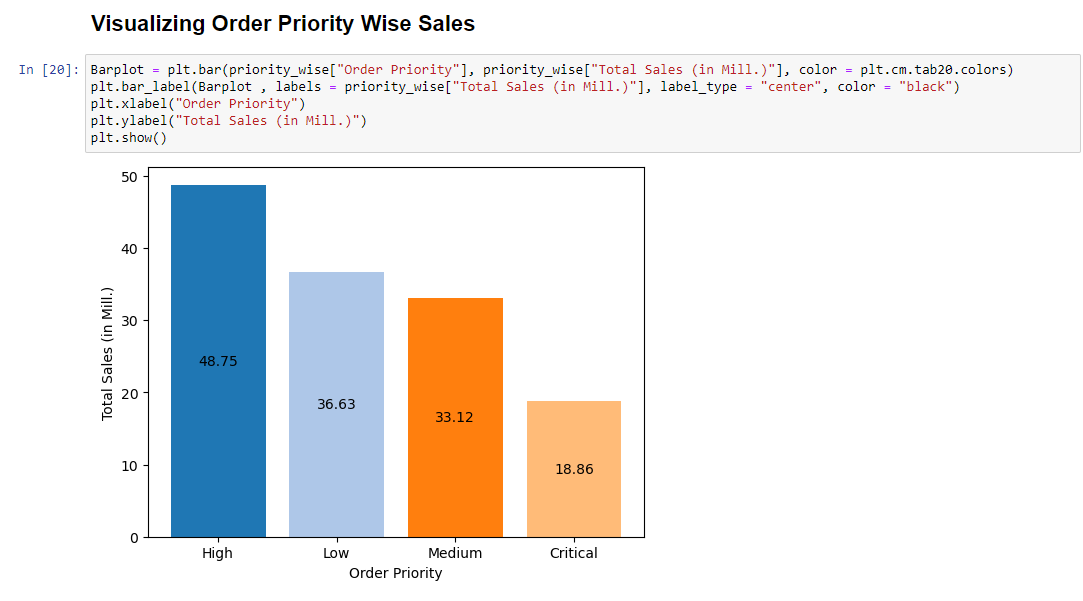 Visualizing Order Priority Wise Sales
In [20]: Barplot = plt.bar(priority_wise["Order Priority"], priority_wise["Total Sales (in Mill.)"], color = plt.cm.tab20.colors)
plt.bar_label(Barplot , labels = priority_wise["Total Sales (in Mill.)"], label_type = "center", color = "black")
plt.xlabel("Order Priority")
plt.ylabel("Total Sales (in Mill.)")
plt.show()
50
40
30
20
10
0
Total Sales (in Mill.)
48.75
36.63
33.12
18.86
High Low Medium Critical
Order Priority